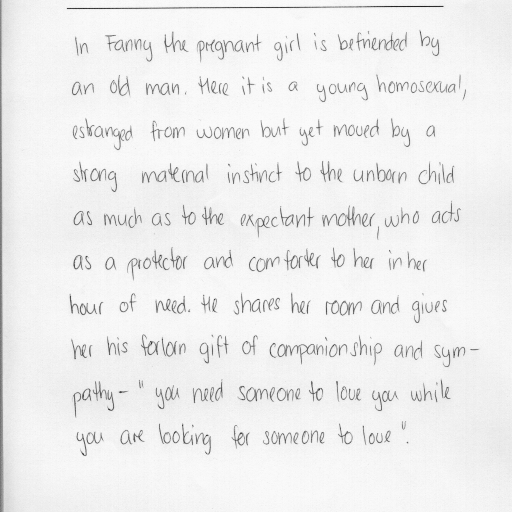 In Fanny the pregnant girl is befriended by
an old man. Here it is a young homosexual,
estranged from women but yet moved by a
strong maternal instinct to the unborn child
as much as to the expectant mother, who acts
as a protector and comforter to her in her
hour of need. He shares her room and gives
her his forlorn gift of companionship and sym-
pathy - " you need someone to love you while
you are looking for someone to love ".